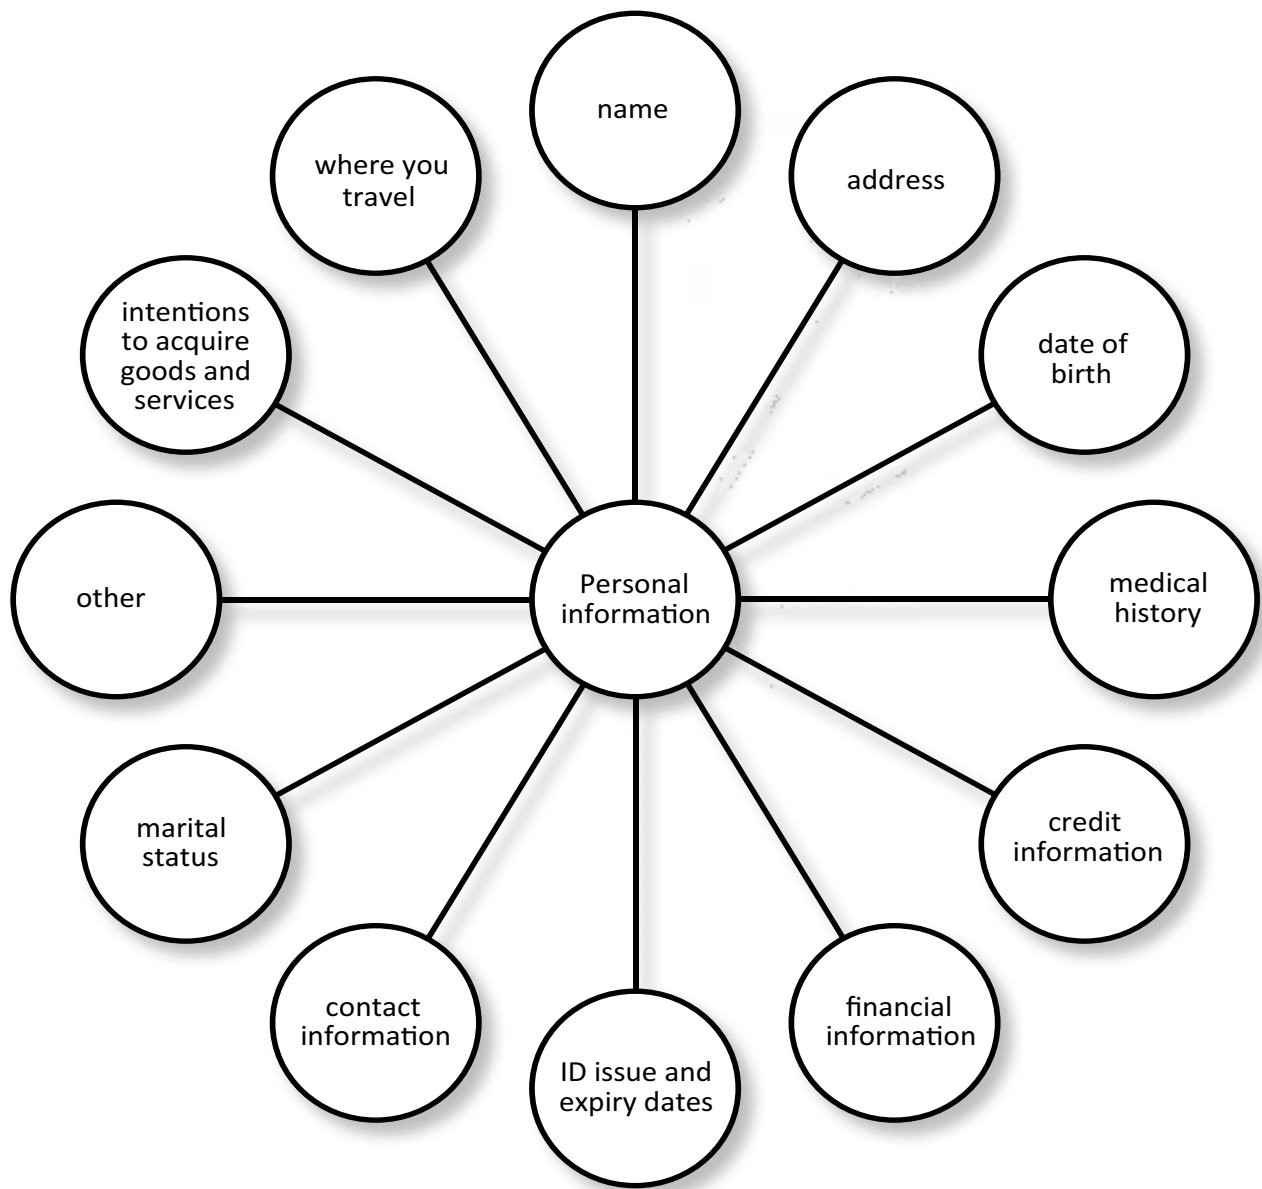 name
address
date of
birth
medical
history
credit
information
financial
information
ID issue and
expiry dates
contact
information
marital
status
other
intentions
to acquire
goods and
services
where you
travel
Personal
information